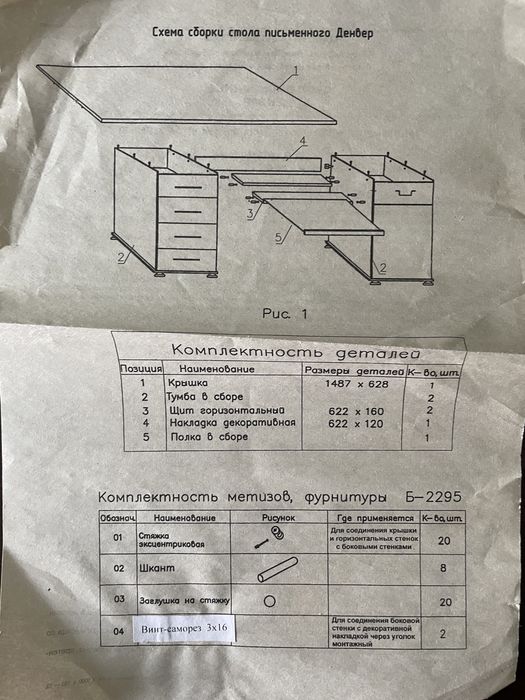 Схема сборки стола письменного Денвер
1
4
3
5
2
2
Рис. 1
Комплектность деталей
Позиция Наименование Размеры деталей К-во,шт.
1 Крышка 1487 x 628 1
2 Тумба в сборе 2
3 Щит горизонтальный 622 x 160 2
4 Накладка декоративная 622 x 120 1
5 Полка в сборе 1
Комплектность метизов, фурнитуры Б-2295
Обознач. Наименование Рисунок Где применяется К-во,шт.
01 Стяжка эксцентриковая Для соединения крышки и горизонтальных стенок с боковыми стенками 20
02 Шкант 8
03 Заглушка на стяжку 20
04 Винт-саморез 3х16 Для соединения боковой стенки с декоративной накладкой через уголок монтажный 2